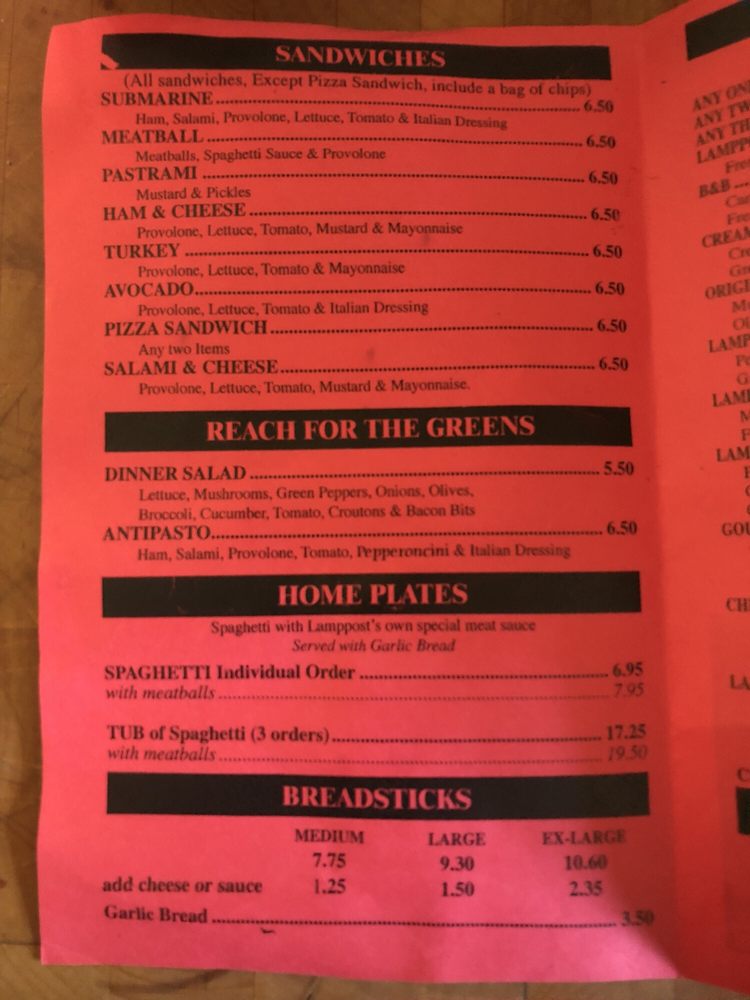 SANDWICHES
(All sandwiches, Except Pizza Sandwich, include a bag of chips)
SUBMARINE 6.50
Ham, Salami, Provolone, Lettuce, Tomato & Italian Dressing
MEATBALL 6.50
Meatballs, Spaghetti Sauce & Provolone
PASTRAMI 6.50
Mustard & Pickles
HAM & CHEESE 6.50
Provolone, Lettuce, Tomato, Mustard & Mayonnaise
TURKEY 6.50
Provolone, Lettuce, Tomato & Mayonnaise
AVOCADO 6.50
Provolone, Lettuce, Tomato & Italian Dressing
PIZZA SANDWICH 6.50
Any two Items
SALAMI & CHEESE 6.50
Provolone, Lettuce, Tomato, Mustard & Mayonnaise.
REACH FOR THE GREENS
DINNER SALAD 5.50
Lettuce, Mushrooms, Green Peppers, Onions, Olives,
Broccoli, Cucumber, Tomato, Croutons & Bacon Bits
ANTIPASTO 6.50
Ham, Salami, Provolone, Tomato, Pepperoncini & Italian Dressing
HOME PLATES
Spaghetti with Lamppost's own special meat sauce
Served with Garlic Bread
SPAGHETTI Individual Order 6.95
with meatballs 7.95
TUB of Spaghetti (3 orders) 17.25
with meatballs 19.50
BREADSTICKS
MEDIUM LARGE EX-LARGE
7.75 9.30 10.60
add cheese or sauce 1.25 1.50 2.35
Garlic Bread 3.50
ANY
ANY
ANY
B&B